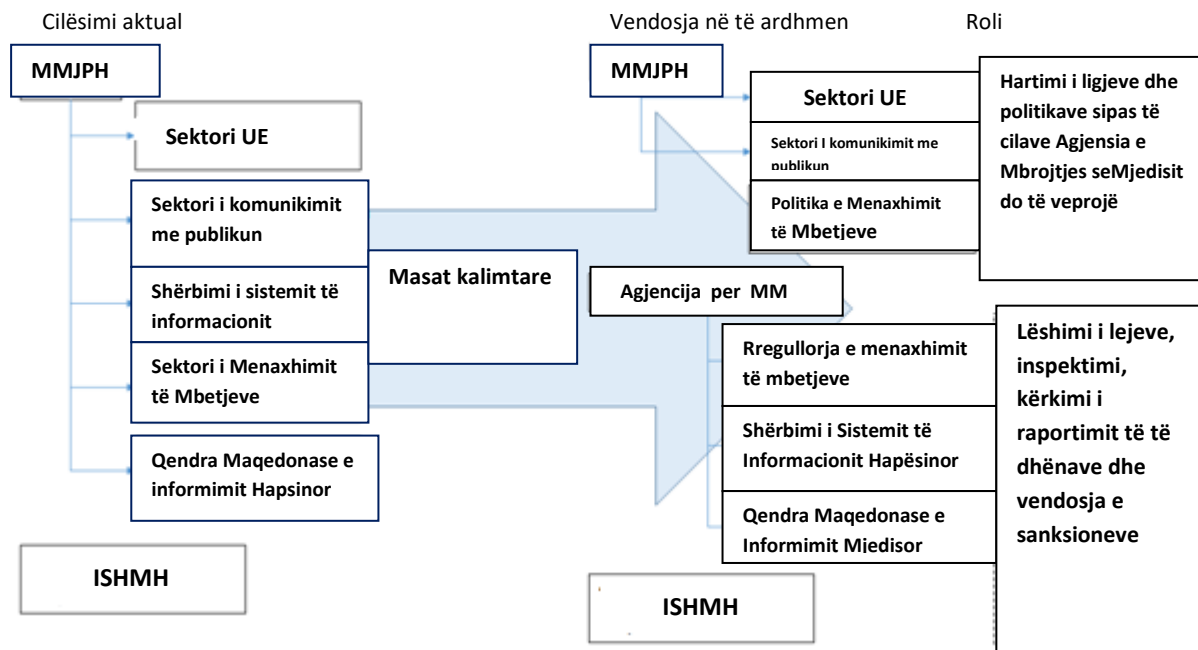 Cilësimi aktual
Vendosja në të ardhmen
Roli
MMJPH
Sektori UE
Sektori i komunikimit
me publikun
Shërbimi i sistemit të
informacionit
Sektori i Menaxhimit
të Mbetjeve
Qendra Maqedonase e
informimit Hapsinor
ISHMH
Masat kalimtare
MMJPH
Sektori UE
Sektori I komunikimit me
publikun
Politika e Menaxhimit
të Mbetjeve
Agjencija per MM
Rregullorja e menaxhimit
të mbetjeve
Shërbimi i Sistemit të
Informacionit Hapësinor
Qendra Maqedonase e
Informimit Mjedisor
ISHMH
Hartimi i ligjeve dhe
politikave sipas të
cilave Agjensia e
Mbrojtjes seMjedisit
do të veprojë
Lëshimi i lejeve,
inspektimi,
kërkimi i
raportimit të të
dhënave dhe
vendosja e
sanksioneve